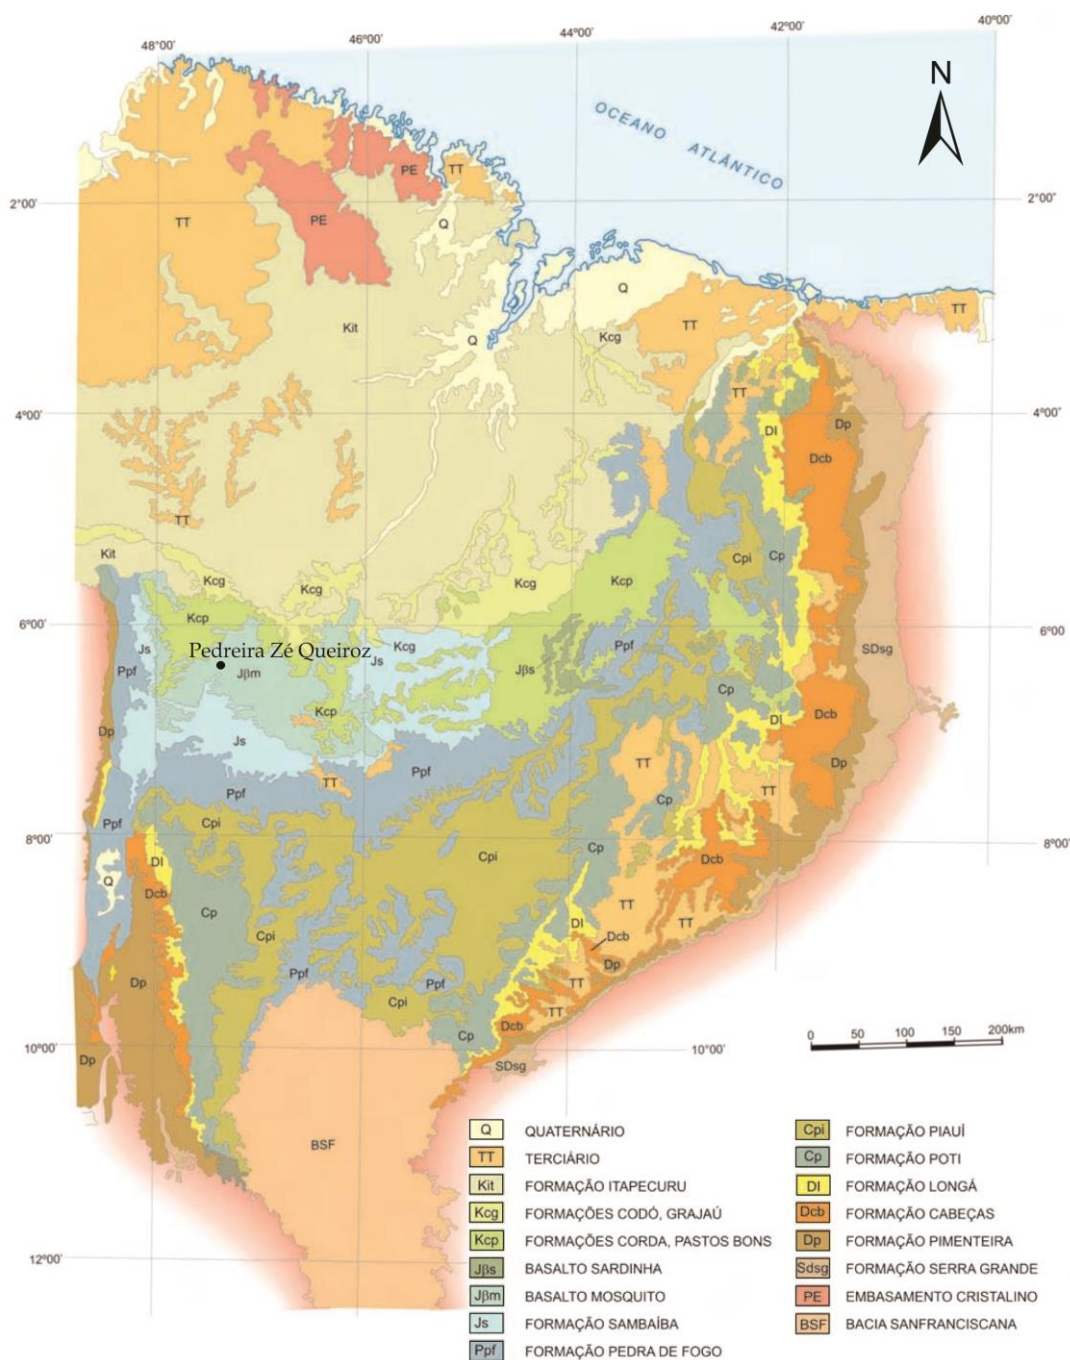 48°00'
46°00'
44°00'
42°00'
40°00'
N
OCEANO ATLÂNTICO
PE
TT
PE
TT
2°00'
2°00'
Q
Q
Kit
TT
TT
Q
Kcg
TT
4°00'
4°00'
Dp
Dl
Dcb
TT
Kit
Kcg
Kcg
Kcg
Kcp
Cpi
Cp
Kcp
6°00'
6°00'
Pedreira Zé Queiroz
Js
Js
Kcg
Ppf
SDsg
Ppf
Jβm
Jβs
Cp
Kcp
Dl
Dcb
Dp
Js
TT
Dp
Ppf
Ppf
TT
TT
Cp
Ppf
Cpi
8°00'
8°00'
Dl
Cpi
Cp
Dcb
Q
Dcb
Cp
TT
Dl
TT
Cpi
Dcb
Dp
Ppf
Ppf
Dp
TT
Cpi
TT
Dcb
Cp
10°00'
10°00'
Dp
SDsg
0 50 100 150 200km
BSF
12°00'
Q QUATERNÁRIO
TT TERCIÁRIO
Kit FORMAÇÃO ITAPECURU
Kcg FORMAÇÕES CODÓ, GRAJAÚ
Kcp FORMAÇÕES CORDA, PASTOS BONS
Jβs BASALTO SARDINHA
Jβm BASALTO MOSQUITO
Js FORMAÇÃO SAMBAÍBA
Ppf FORMAÇÃO PEDRA DE FOGO
Cpi FORMAÇÃO PIAUÍ
Cp FORMAÇÃO POTI
Dl FORMAÇÃO LONGÁ
Dcb FORMAÇÃO CABEÇAS
Dp FORMAÇÃO PIMENTEIRA
Sdsg FORMAÇÃO SERRA GRANDE
PE EMBASAMENTO CRISTALINO
BSF BACIA SANFRANCISCANA